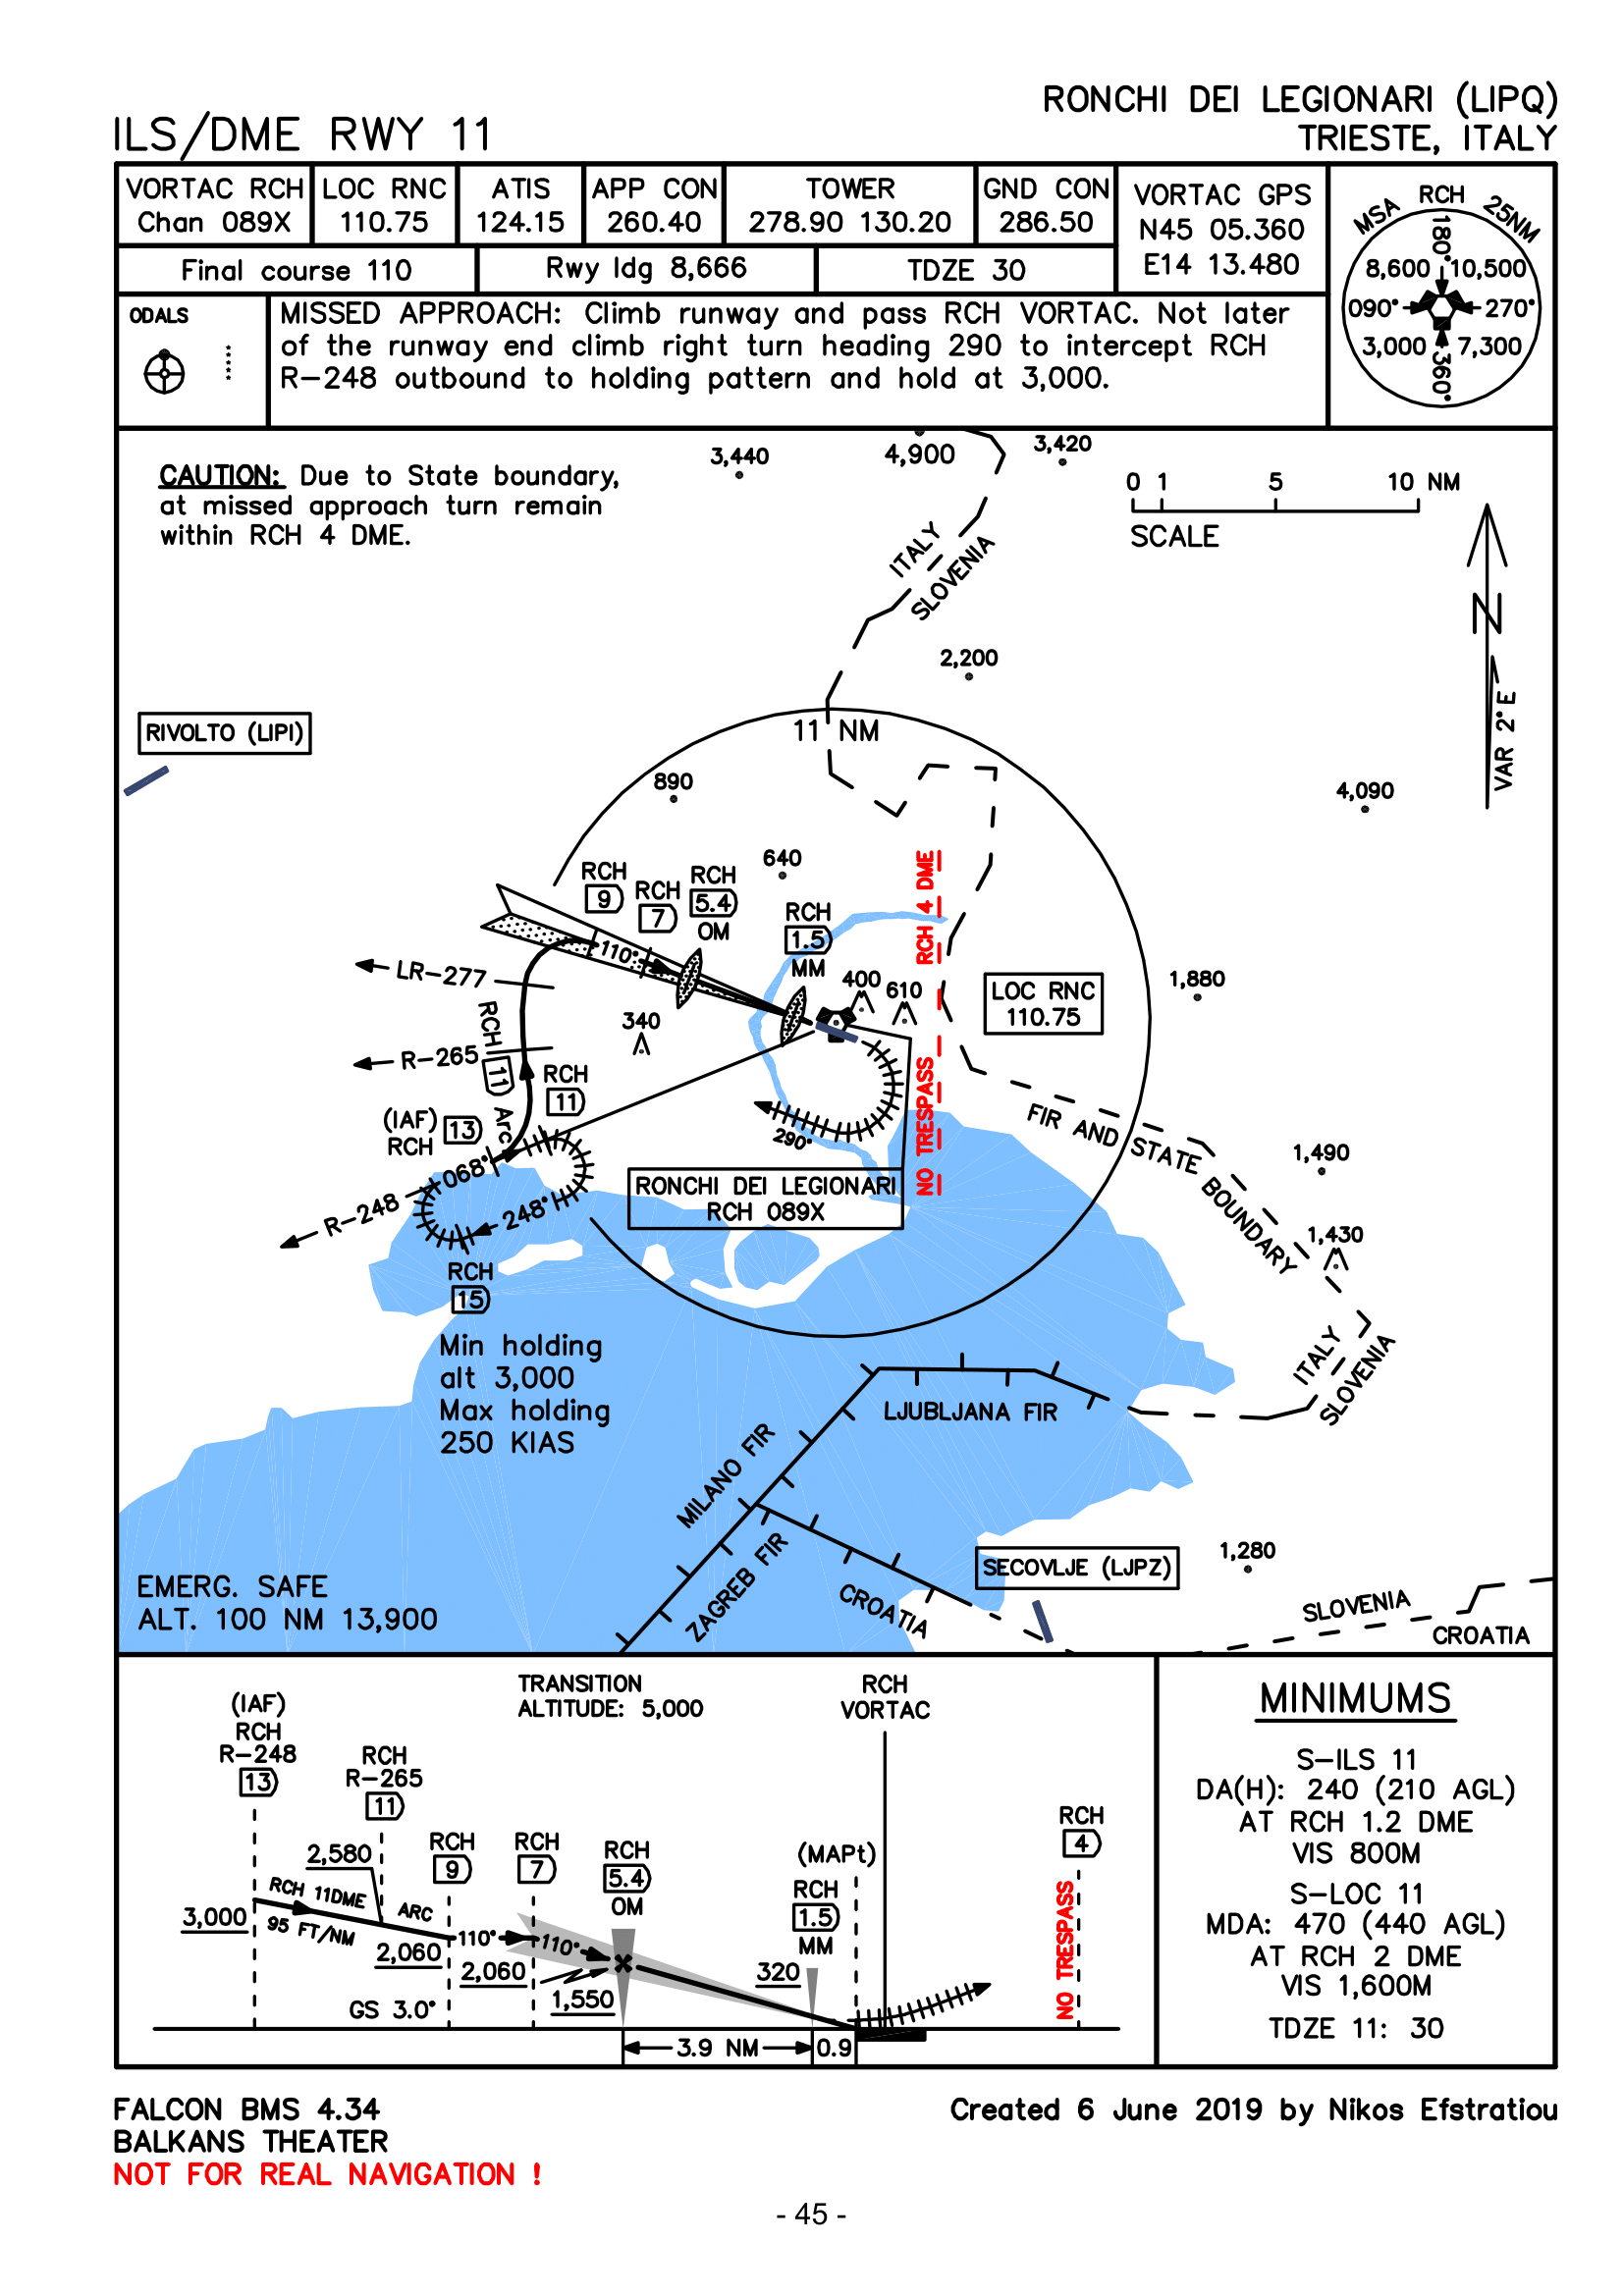 RONCHI DEI LEGIONARI (LIPQ)
ILS/DME RWY 11
TRIESTE, ITALY
VORTAC RCH
Chan 089X
LOC RNC
110.75
ATIS
124.15
APP CON
260.40
TOWER
278.90 130.20
GND CON
286.50
VORTAC GPS
N45 05.360
E14 13.480
Final course 110
Rwy ldg 8,666
TDZE 30
MSA RCH 25NM
180°
8,600 10,500
090° 270°
3,000 7,300
360°
ODALS
MISSED APPROACH: Climb runway and pass RCH VORTAC. Not later
of the runway end climb right turn heading 290 to intercept RCH
R-248 outbound to holding pattern and hold at 3,000.
CAUTION: Due to State boundary,
at missed approach turn remain
within RCH 4 DME.
3,440
4,900
3,420
0 1 5 10 NM
SCALE
ITALY
SLOVENIA
N
VAR 2°E
2,200
RIVOLTO (LIPI)
11 NM
890
4,090
640
RCH
9
RCH
7
RCH
5.4
OM
RCH
1.5
MM
110°
RCH 4 DME
NO TRESPASS
LR-277
400
610
1,880
LOC RNC
110.75
340
R-265
RCH
11
Arc
RCH
11
(IAF)
RCH
13
068°
R-248
248°
290°
FIR AND STATE
BOUNDARY
1,490
RONCHI DEI LEGIONARI
RCH 089X
1,430
RCH
15
Min holding
alt 3,000
Max holding
250 KIAS
ITALY
SLOVENIA
LJUBLJANA FIR
MILANO FIR
ZAGREB FIR
CROATIA
SECOVLJE (LJPZ)
1,280
EMERG. SAFE
ALT. 100 NM 13,900
SLOVENIA
CROATIA
TRANSITION
ALTITUDE: 5,000
RCH
VORTAC
(IAF)
RCH
R-248
13
RCH
R-265
11
2,580
RCH
9
RCH
7
RCH
5.4
OM
(MAPt)
RCH
1.5
MM
RCH
4
NO TRESPASS
RCH 11DME ARC
95 FT/NM
3,000
2,060
110°
110°
2,060
1,550
320
GS 3.0°
3.9 NM
0.9
MINIMUMS
S-ILS 11
DA(H): 240 (210 AGL)
AT RCH 1.2 DME
VIS 800M
S-LOC 11
MDA: 470 (440 AGL)
AT RCH 2 DME
VIS 1,600M
TDZE 11: 30
FALCON BMS 4.34
BALKANS THEATER
NOT FOR REAL NAVIGATION !
Created 6 June 2019 by Nikos Efstratiou
- 45 -